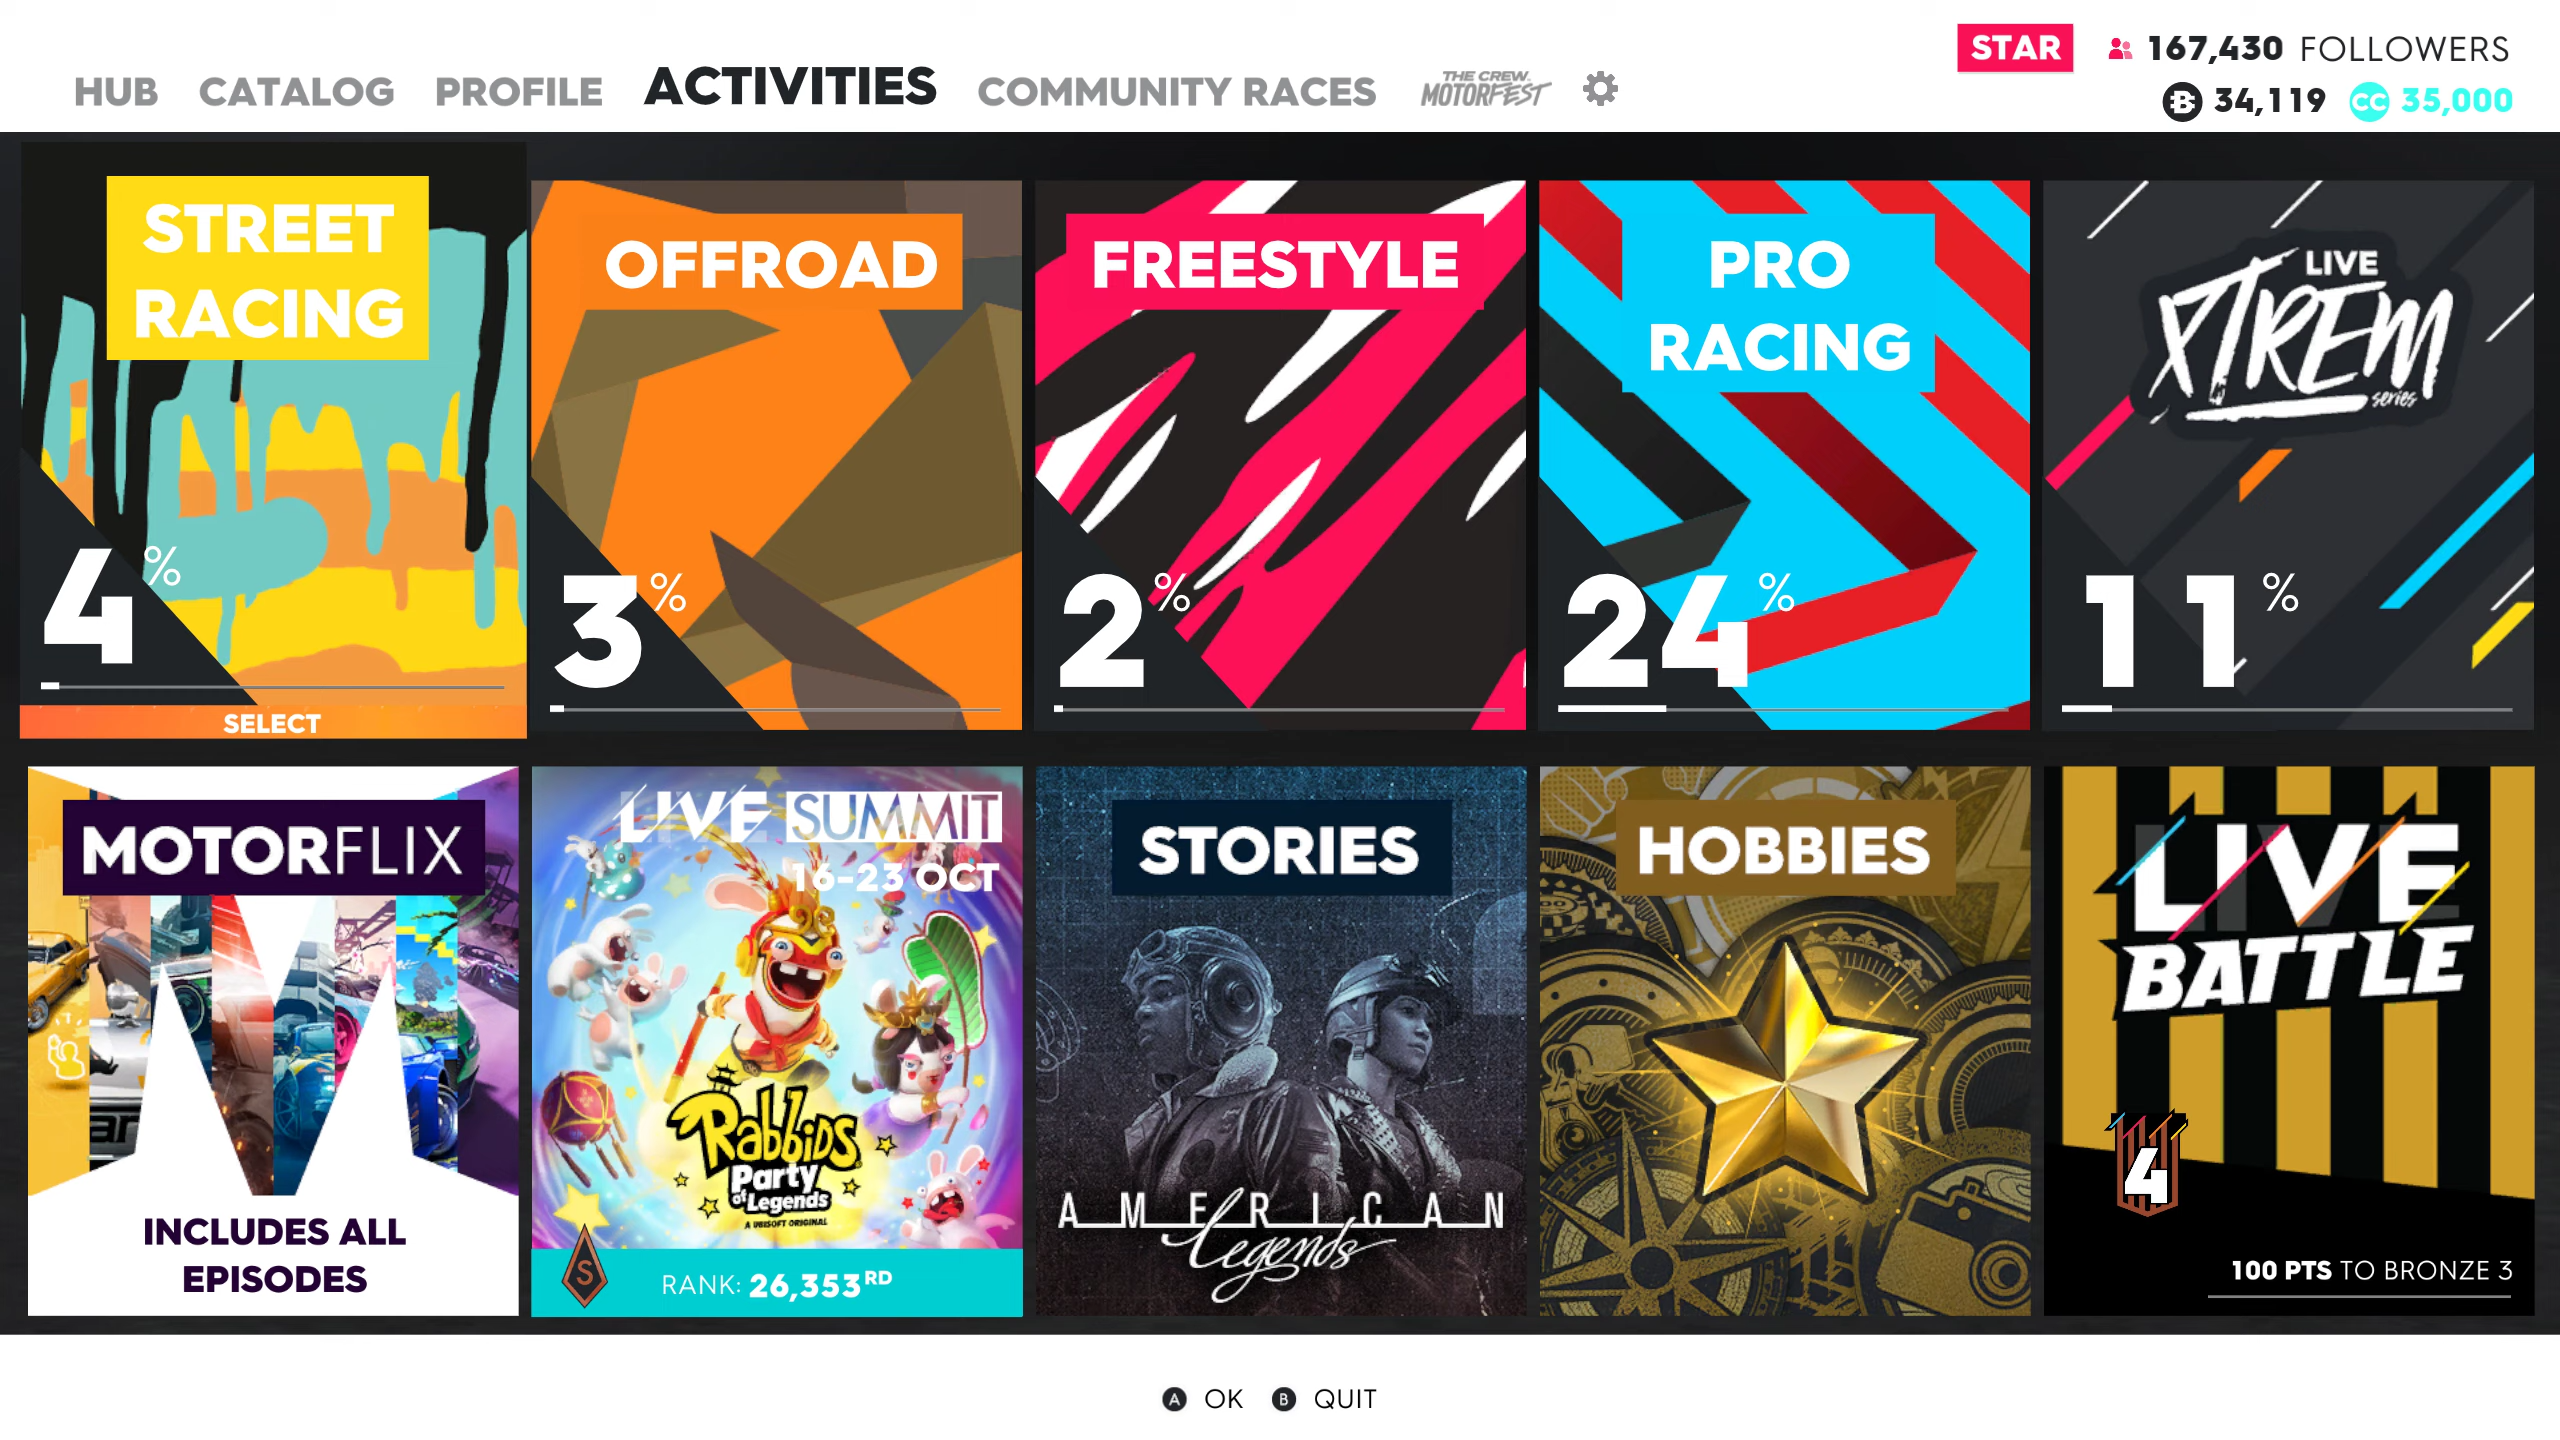 HUB CATALOG PROFILE ACTIVITIES COMMUNITY RACES THE CREW MOTORFEST
STAR 167,430 FOLLOWERS
34,119 CC 35,000
STREET
RACING
4%
SELECT
OFFROAD
3%
FREESTYLE
2%
PRO
RACING
24%
LIVE
XTREM
series
11%
MOTORFLIX
INCLUDES ALL
EPISODES
LIVE SUMMIT
16-23 OCT
Rabbids
Party
of Legends
A UBISOFT ORIGINAL
S
RANK: 26,353RD
STORIES
AMERICAN
Legends
HOBBIES
LIVE
BATTLE
4
100 PTS TO BRONZE 3
A OK B QUIT